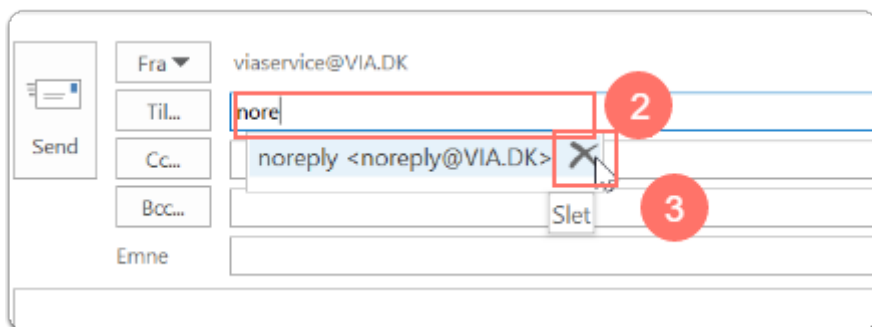 Fra viaservice@VIA.DK
Til... nore 2
Send
Cc... noreply <noreply@VIA.DK>
Bcc... Slet 3
Emne